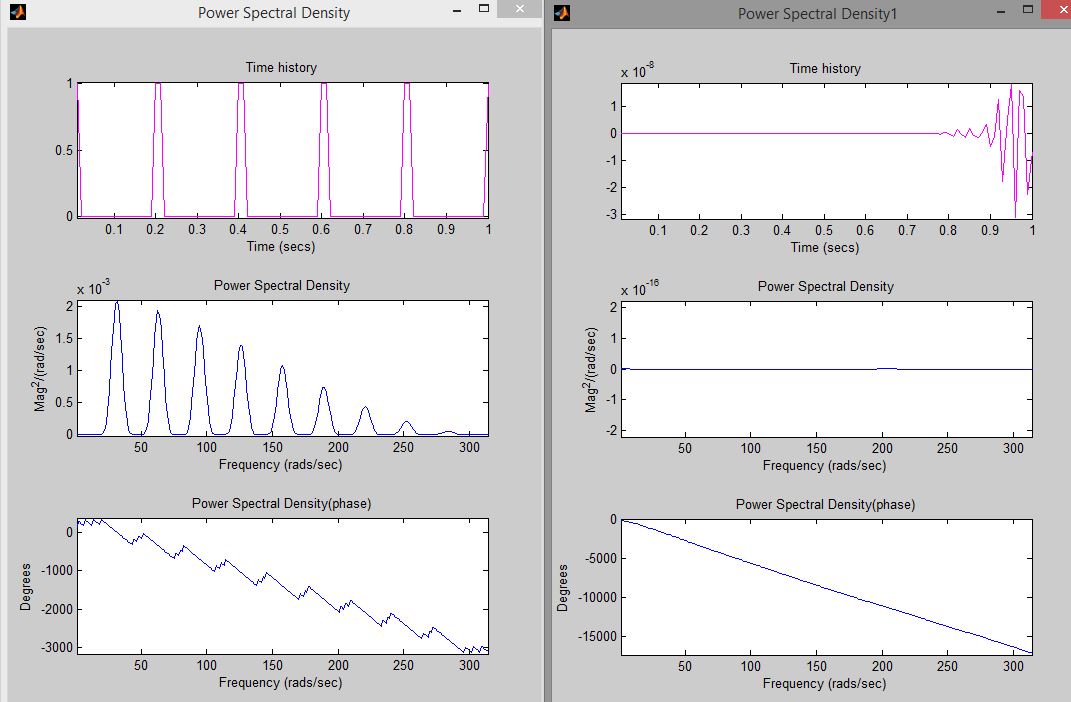 Power Spectral Density
Time history
1
0.5
0
0.1 0.2 0.3 0.4 0.5 0.6 0.7 0.8 0.9 1
Time (secs)
x 10-3
Power Spectral Density
2
1.5
1
0.5
0
Mag2/(rad/sec)
50 100 150 200 250 300
Frequency (rads/sec)
Power Spectral Density(phase)
0
-1000
-2000
-3000
Degrees
50 100 150 200 250 300
Frequency (rads/sec)
Power Spectral Density1
x 10-8
Time history
1
0
-1
-2
-3
0.1 0.2 0.3 0.4 0.5 0.6 0.7 0.8 0.9 1
Time (secs)
x 10-16
Power Spectral Density
2
1
0
-1
-2
Mag2/(rad/sec)
50 100 150 200 250 300
Frequency (rads/sec)
Power Spectral Density(phase)
0
-5000
-10000
-15000
Degrees
50 100 150 200 250 300
Frequency (rads/sec)